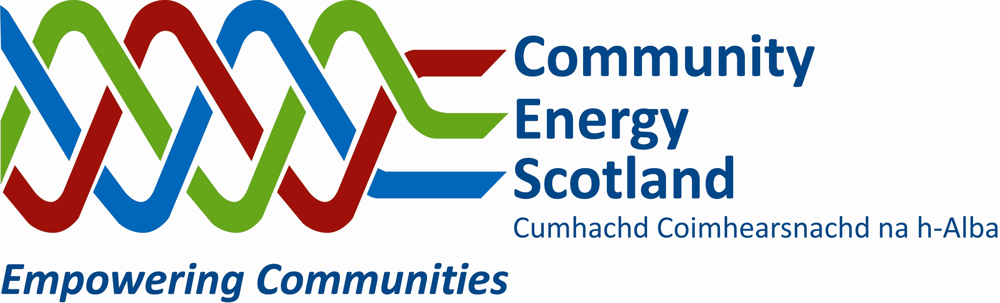 Community
Energy
Scotland
Cumhachd Coimhearsnachd na h-Alba
Empowering Communities